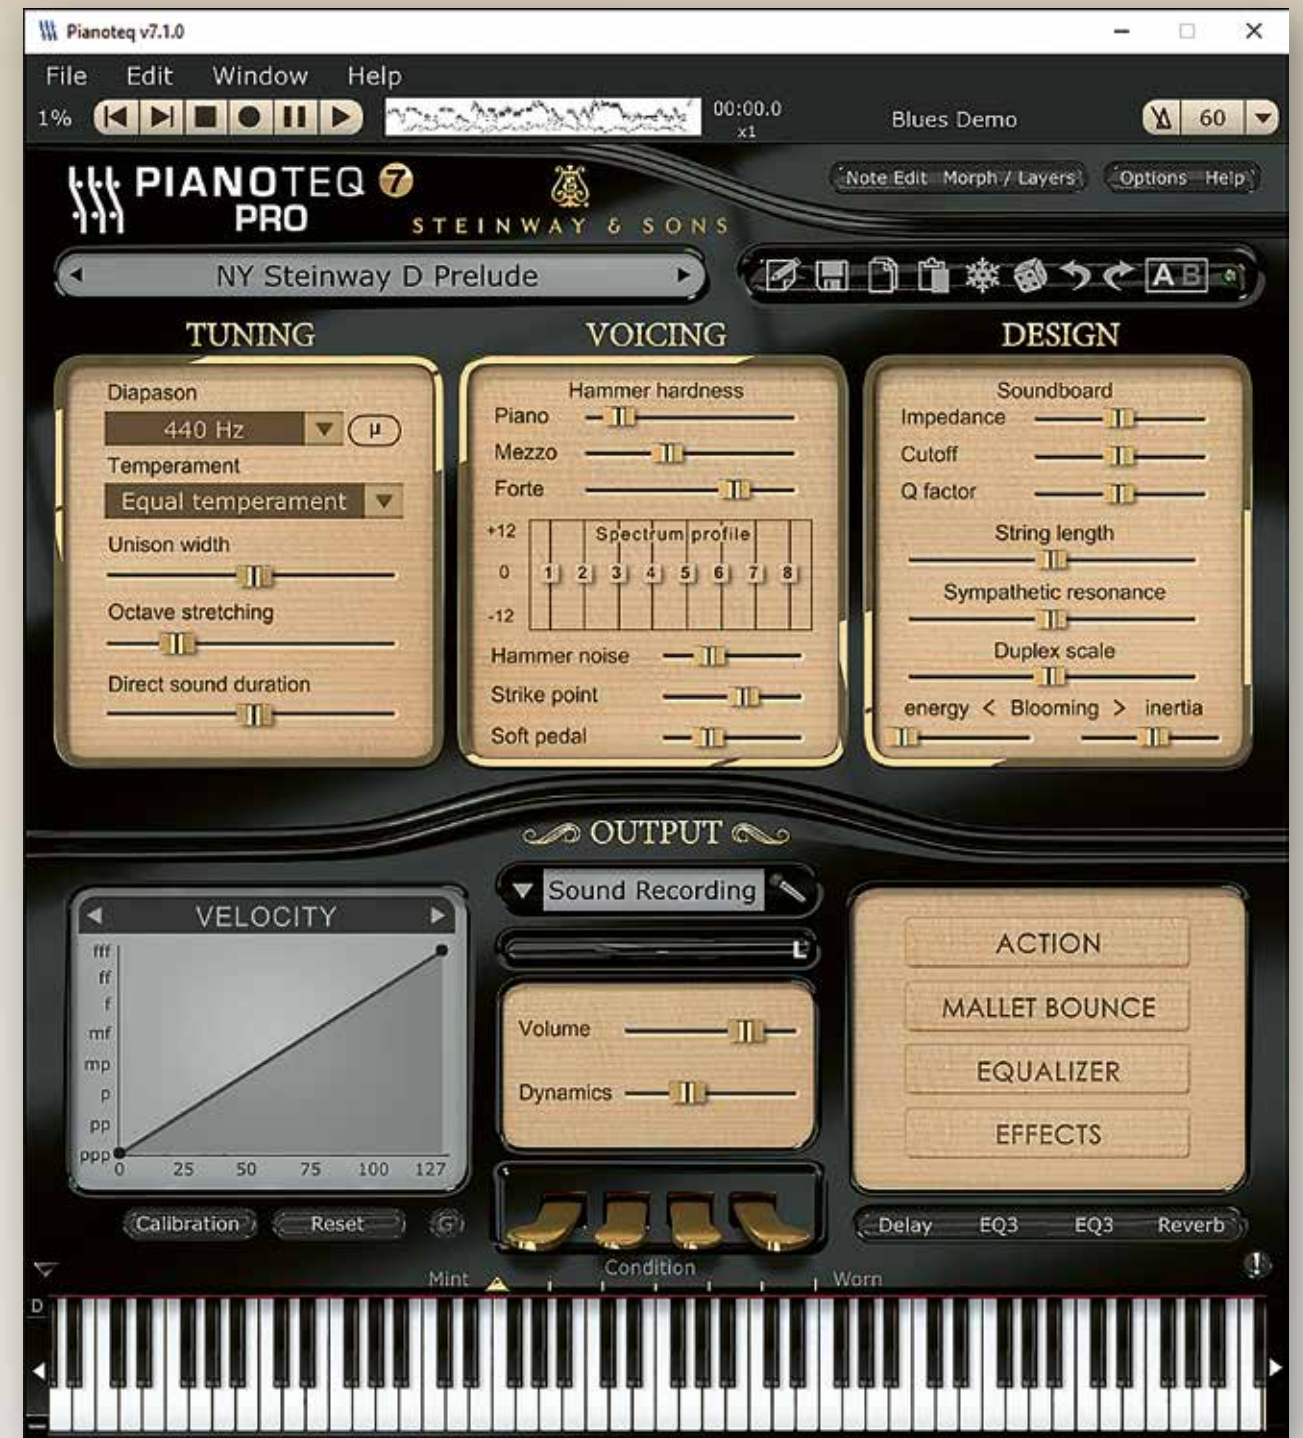 Pianoteq v7.1.0
File Edit Window Help
1% 00:00.0 Blues Demo 60
x1
PIANOTEQ 7
PRO
STEINWAY & SONS
Note Edit Morph / Layers Options Help
NY Steinway D Prelude
A B
TUNING VOICING DESIGN
Diapason
440 Hz μ
Temperament
Equal temperament
Unison width
Octave stretching
Direct sound duration
Hammer hardness
Piano
Mezzo
Forte
+12 Spectrum profile
0 1 2 3 4 5 6 7 8
-12
Hammer noise
Strike point
Soft pedal
Soundboard
Impedance
Cutoff
Q factor
String length
Sympathetic resonance
Duplex scale
energy < Blooming > inertia
OUTPUT
VELOCITY
fff
ff
f
mf
mp
p
pp
ppp
0 25 50 75 100 127
Calibration Reset G
Sound Recording
L
Volume
Dynamics
ACTION
MALLET BOUNCE
EQUALIZER
EFFECTS
Delay EQ3 EQ3 Reverb
Condition
Mint Worn
!
D